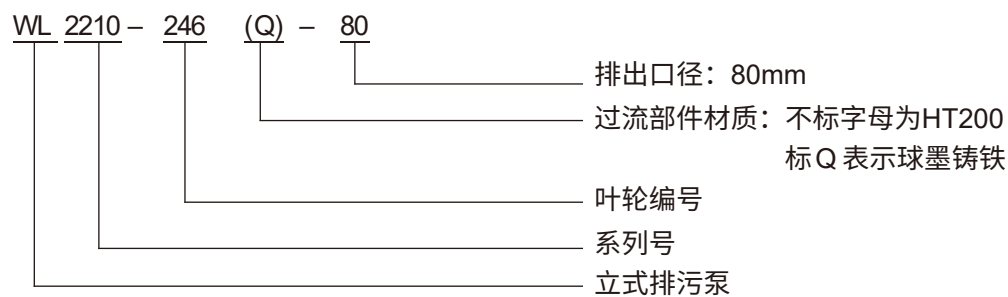 WL 2210 – 246 (Q) – 80
排出口径：80mm
过流部件材质：不标字母为HT200
标Q表示球墨铸铁
叶轮编号
系列号
立式排污泵